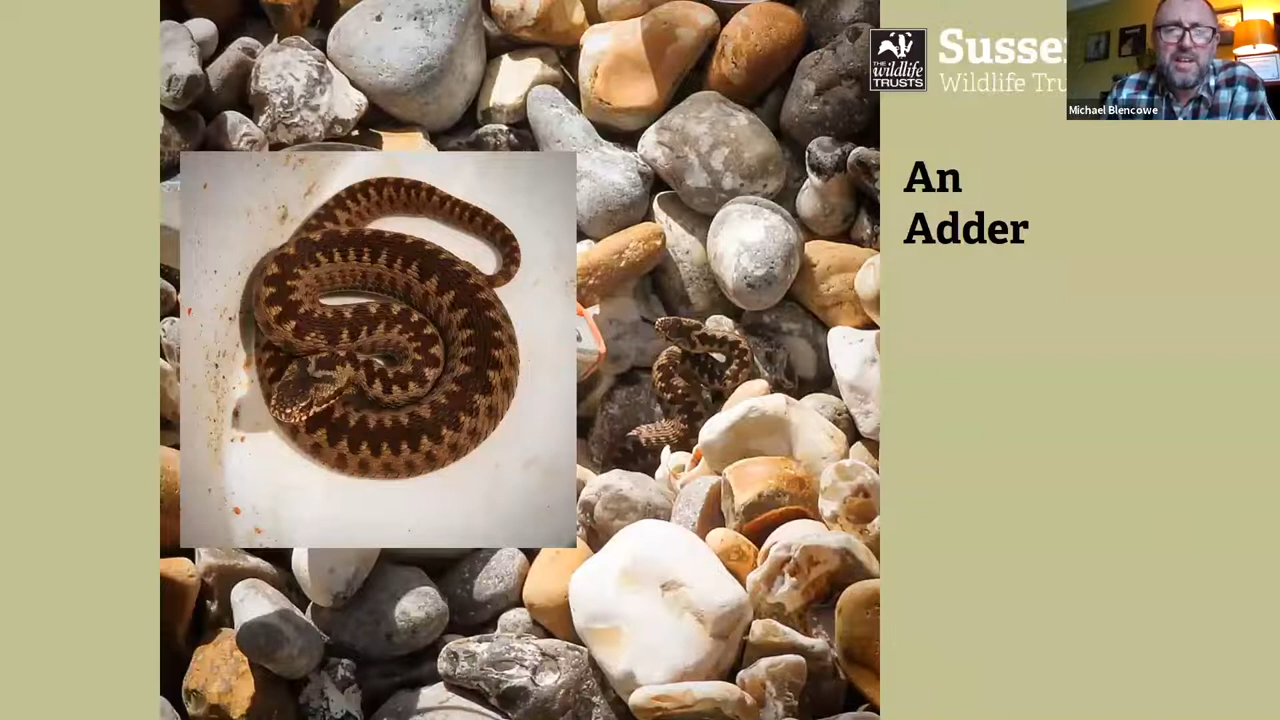 THE
wildlife
TRUSTS
Susse
Wildlife Tru
Michael Blencowe
An
Adder